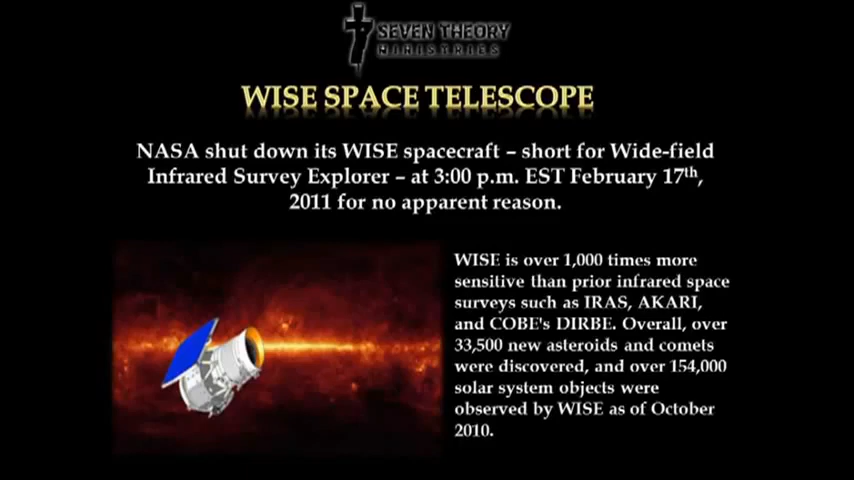 SEVEN THEORY
MINISTRIES
WISE SPACE TELESCOPE
NASA shut down its WISE spacecraft – short for Wide-field
Infrared Survey Explorer – at 3:00 p.m. EST February 17th,
2011 for no apparent reason.
WISE is over 1,000 times more
sensitive than prior infrared space
surveys such as IRAS, AKARI,
and COBE's DIRBE. Overall, over
33,500 new asteroids and comets
were discovered, and over 154,000
solar system objects were
observed by WISE as of October
2010.